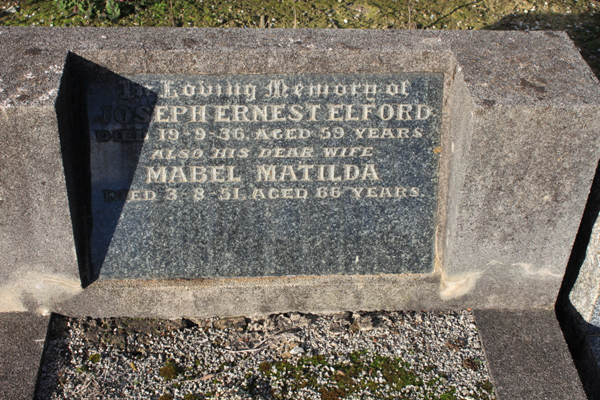 In Loving Memory of
JOSEPH ERNEST ELFORD
DIED 19-9-36 AGED 59 YEARS
ALSO HIS DEAR WIFE
MABEL MATILDA
DIED 3-8-51 AGED 66 YEARS.